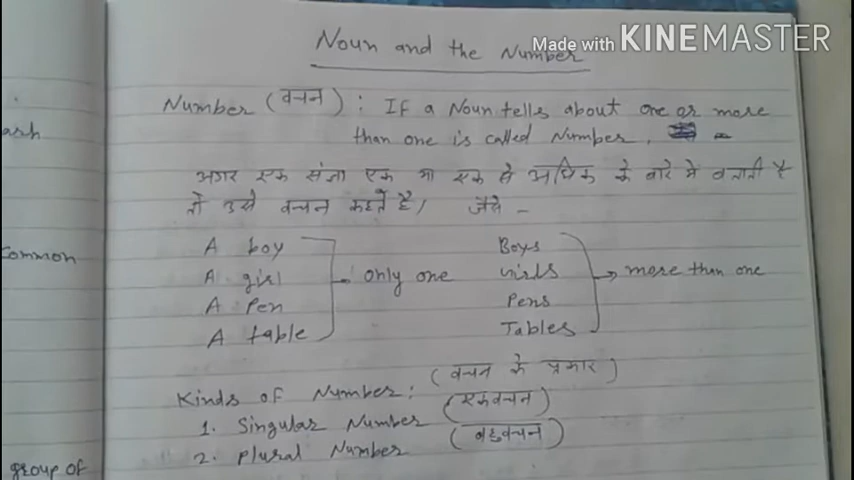 Noun and the Number
Made with KINEMASTER
Number (वचन) : If a Noun tells about one or more
than one is called Number.
अगर एक संज्ञा एक या एक से अधिक के बारे मे बताती है
तो उसे वचन कहते है। जैसे -
A boy
A girl
A Pen
A table
only one
Boys
Girls
Pens
Tables
more than one
Kinds of Number: (वचन के प्रकार)
1. Singular Number (एकवचन)
2. Plural Number (बहुवचन)
Common
group of